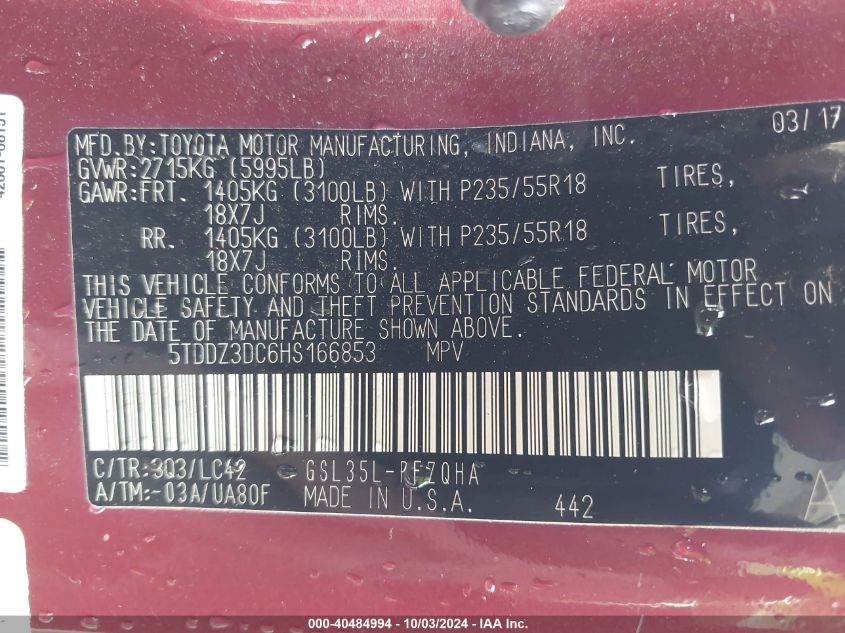 MFD.BY:TOYOTA MOTOR MANUFACTURING, INDIANA, INC. 03/17
GVWR:2715KG (5995LB)
GAWR:FRT. 1405KG (3100LB) WITH P235/55R18 TIRES,
18X7J RIMS.
RR. 1405KG (3100LB) WITH P235/55R18 TIRES,
18X7J RIMS.
THIS VEHICLE CONFORMS TO ALL APPLICABLE FEDERAL MOTOR
VEHICLE SAFETY AND THEFT PREVENTION STANDARDS IN EFFECT ON
THE DATE OF MANUFACTURE SHOWN ABOVE.
5TDDZ3DC6HS166853 MPV
C/TR:3Q3/LC42 GSL35L-PF7QHA
A/TM:-03A/UA80F MADE IN U.S.A. 442
A
000-40484994 - 10/03/2024 - IAA Inc.